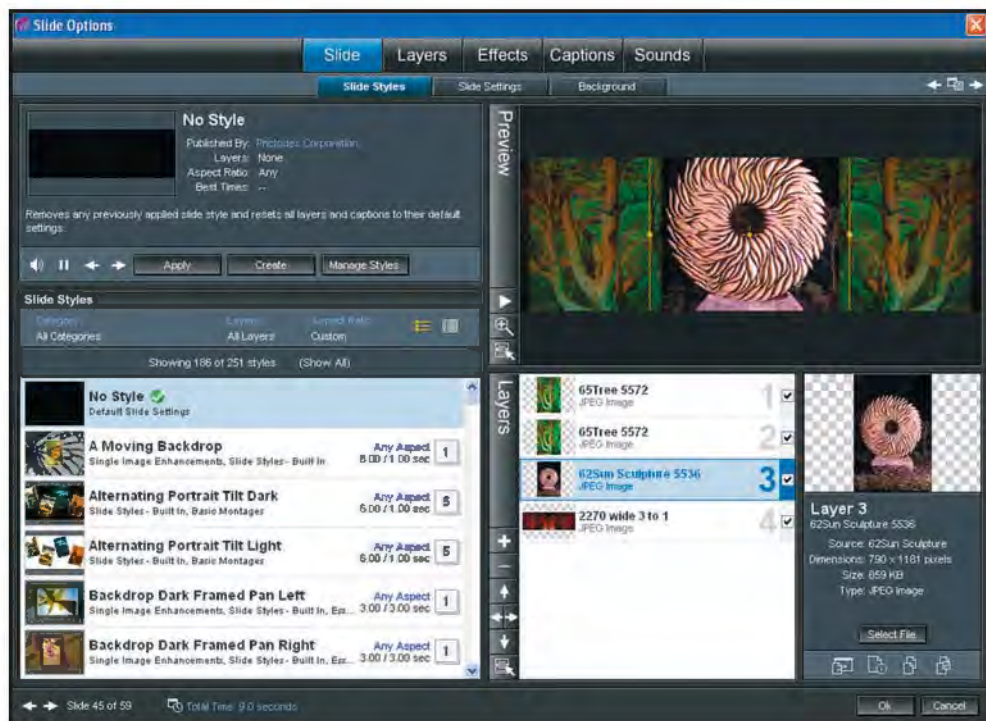 Slide Options
Slide Layers Effects Captions Sounds
Slide Styles Slide Settings Background
No Style
Published By: Photodex Corporation
Layers: None
Aspect Ratio: Any
Best Times: --
Removes any previously applied slide style and resets all layers and captions to their default
settings.
Apply Create Manage Styles
Slide Styles
Category Layers Aspect Ratio
All Categories All Layers Custom
Showing 186 of 251 styles (Show All)
No Style
Default Slide Settings
A Moving Backdrop
Single Image Enhancements, Slide Styles - Built In
Any Aspect
8.00 / 1.00 sec
1
Alternating Portrait Tilt Dark
Slide Styles - Built In, Basic Montages
Any Aspect
6.00 / 1.00 sec
5
Alternating Portrait Tilt Light
Slide Styles - Built In, Basic Montages
Any Aspect
6.00 / 1.00 sec
5
Backdrop Dark Framed Pan Left
Single Image Enhancements, Slide Styles - Built In, Ess...
Any Aspect
3.00 / 3.00 sec
1
Backdrop Dark Framed Pan Right
Single Image Enhancements, Slide Styles - Built In, Ess...
Any Aspect
3.00 / 3.00 sec
1
Preview
Layers
65Tree 5572
JPEG Image
1
65Tree 5572
JPEG Image
2
62Sun Sculpture 5536
JPEG Image
3
2270 wide 3 to 1
JPEG Image
4
Layer 3
62Sun Sculpture 5536
Source: 62Sun Sculpture
Dimensions: 790 x 1181 pixels
Size: 859 KB
Type: JPEG Image
Select File
Slide 45 of 59 Total Time: 9.0 seconds
Ok Cancel